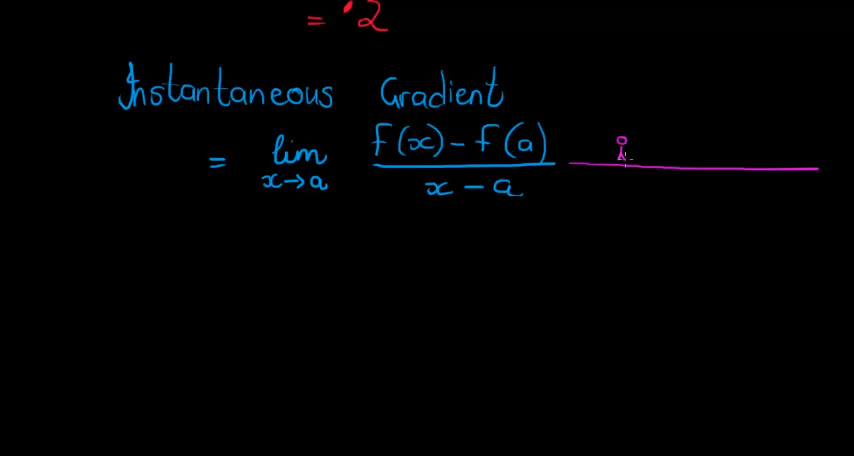 = 2
Instantaneous Gradient
= lim f(x) - f(a)
x→a x - a